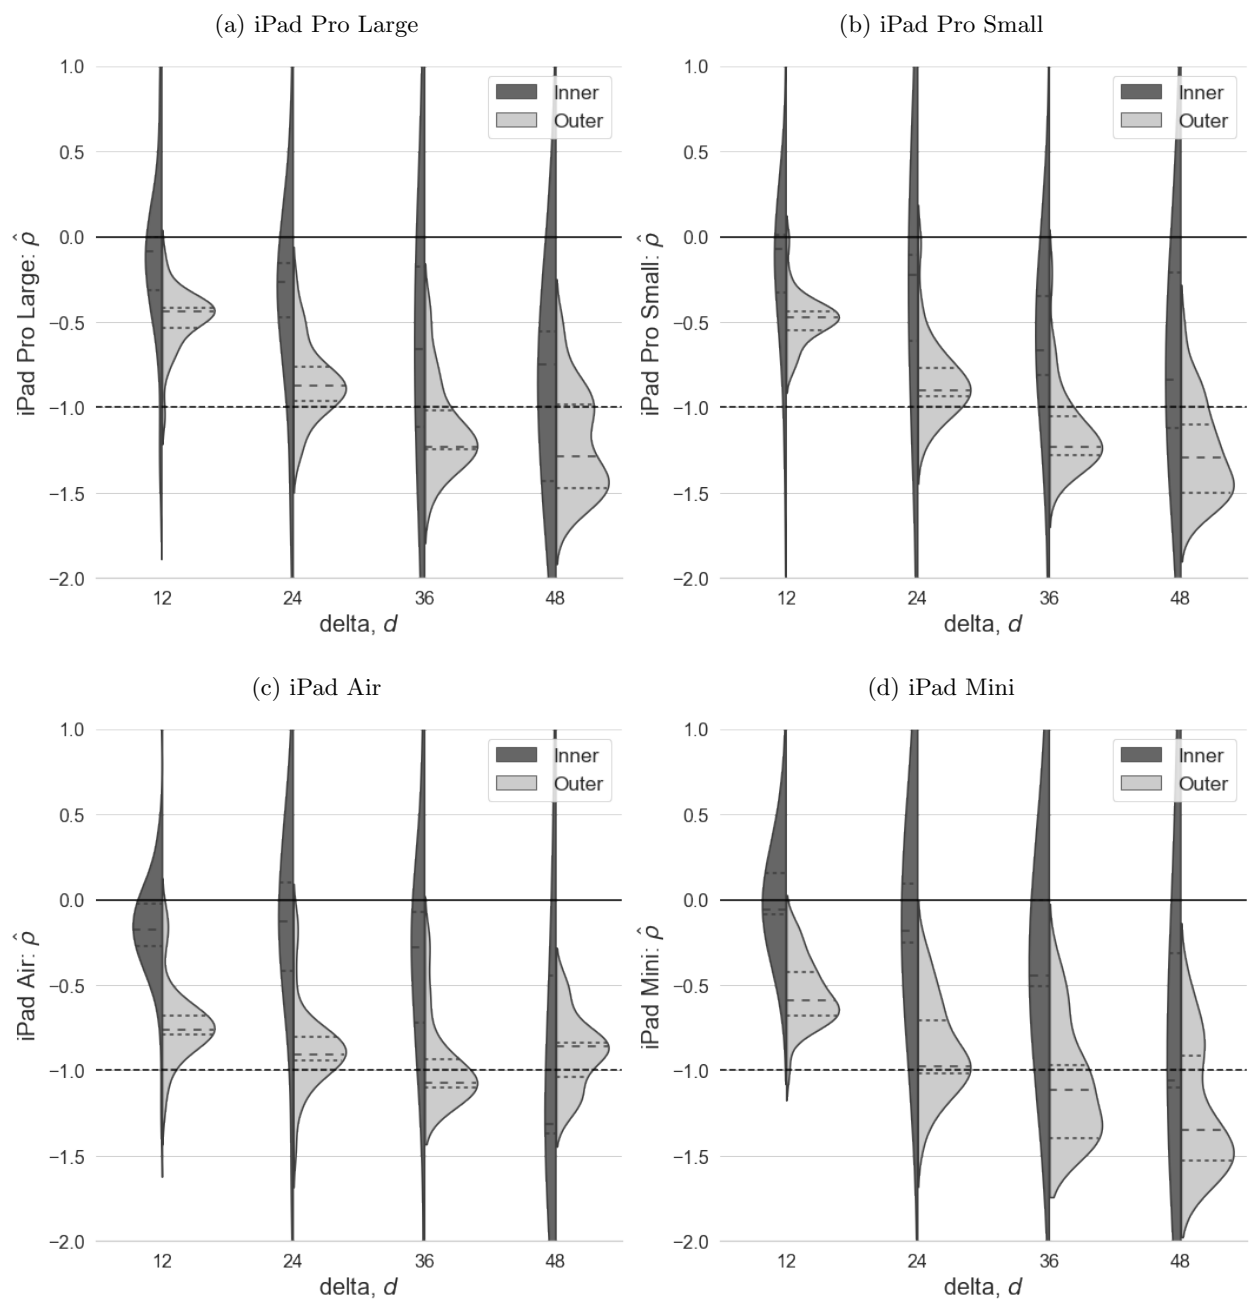 (a) iPad Pro Large
1.0
0.5
0.0
−0.5
−1.0
−1.5
−2.0
iPad Pro Large: ρ̂
Inner
Outer
12 24 36 48
delta, d
(b) iPad Pro Small
1.0
0.5
0.0
−0.5
−1.0
−1.5
−2.0
iPad Pro Small: ρ̂
Inner
Outer
12 24 36 48
delta, d
(c) iPad Air
1.0
0.5
0.0
−0.5
−1.0
−1.5
−2.0
iPad Air: ρ̂
Inner
Outer
12 24 36 48
delta, d
(d) iPad Mini
1.0
0.5
0.0
−0.5
−1.0
−1.5
−2.0
iPad Mini: ρ̂
Inner
Outer
12 24 36 48
delta, d